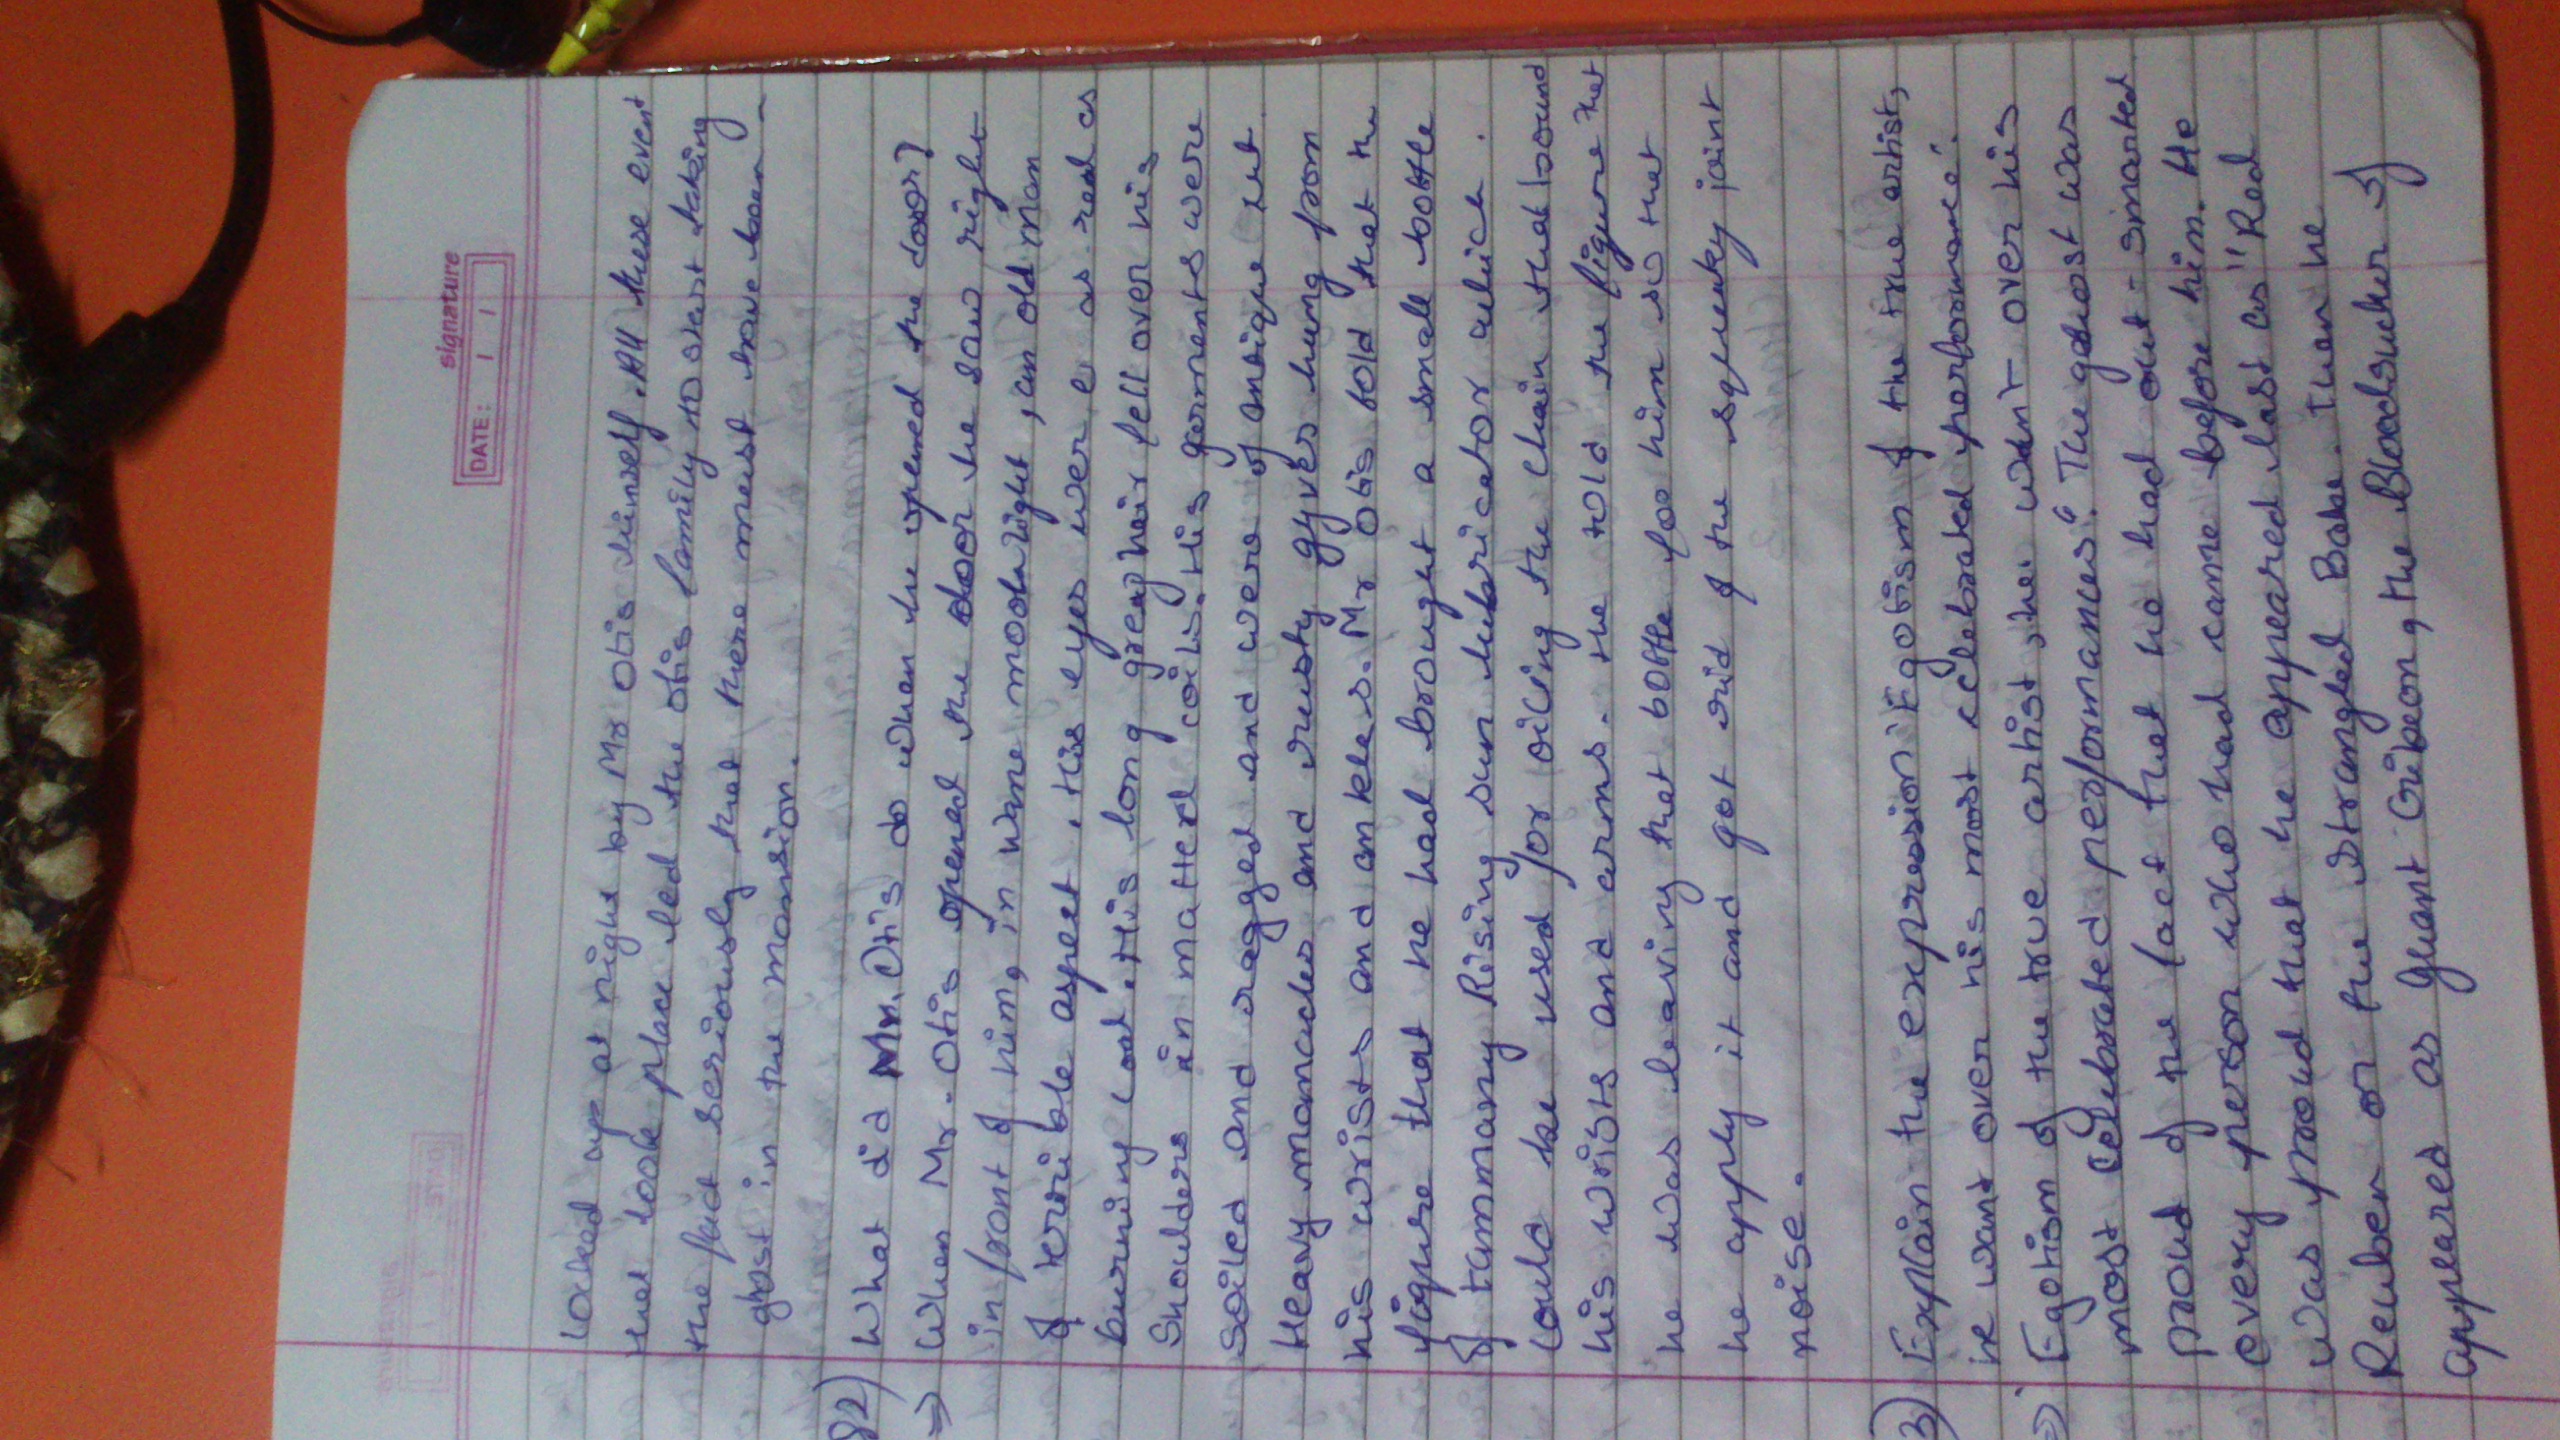 signature
DATE: / /
locked up at night by Mr Otis himself. All these event
that took place led the otis family to start taking
the fact seriously that there must have been
ghost in the mansion.
82) What did Mr. Otis do when he opened the door?
⇒ When Mr. Otis opened the door he saw right
in front of him, in wane moonlight, an old man
of terrible aspect. His eyes wer e as red as
burning coal. His long grey hair fell over his
shoulders in matterd coils. His garments were
soiled and ragged and were of antique cut.
Heavy manacles and rusty gyves hung from
his wrists and ankles. Mr Otis told that the
figure that he had brought a small bottle
of tammany Rising sun lubricator which
could be used for oiling the chain that bound
his wrists and arms. He told the figure that
he was leaving that bottle foo him so that
he apply it and got rid of the squeaky joint
noise.
3) Explain the expression 'Egotism of the true artist,
he want over his most celebrated performance'.
⇒ 'Egotism of the true artist, he went over his
most celebrated performances'. The ghost was
proud of the fact that he had out-smarted
every person who had came before him. He
was proud that he appeared last as "Red
Reuben or the strangled Babe. Then he
appeared as guant Gibeon, the Bloodsucker of